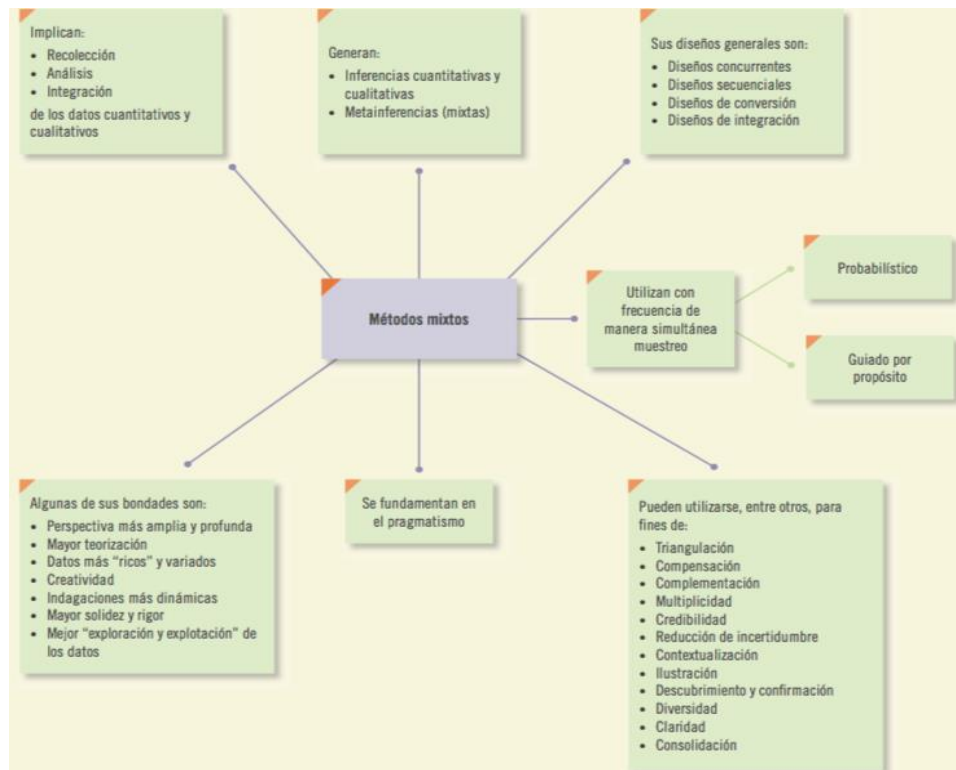 Implican:
• Recolección
• Análisis
• Integración
de los datos cuantitativos y
cualitativos
Generan:
• Inferencias cuantitativas y
cualitativas
• Metainferencias (mixtas)
Sus diseños generales son:
• Diseños concurrentes
• Diseños secuenciales
• Diseños de conversión
• Diseños de integración
Métodos mixtos
Utilizan con
frecuencia de
manera simultánea
muestreo
Probabilístico
Guiado por
propósito
Algunas de sus bondades son:
• Perspectiva más amplia y profunda
• Mayor teorización
• Datos más “ricos” y variados
• Creatividad
• Indagaciones más dinámicas
• Mayor solidez y rigor
• Mejor “exploración y explotación” de
los datos
Se fundamentan en
el pragmatismo
Pueden utilizarse, entre otros, para
fines de:
• Triangulación
• Compensación
• Complementación
• Multiplicidad
• Credibilidad
• Reducción de incertidumbre
• Contextualización
• Ilustración
• Descubrimiento y confirmación
• Diversidad
• Claridad
• Consolidación